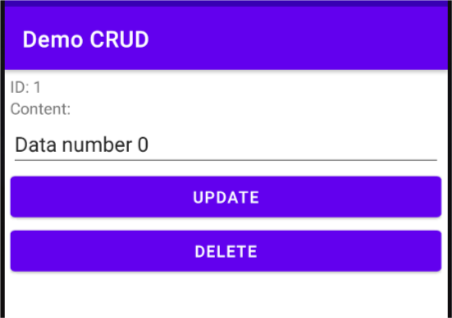 Demo CRUD
ID: 1
Content:
Data number 0
UPDATE
DELETE